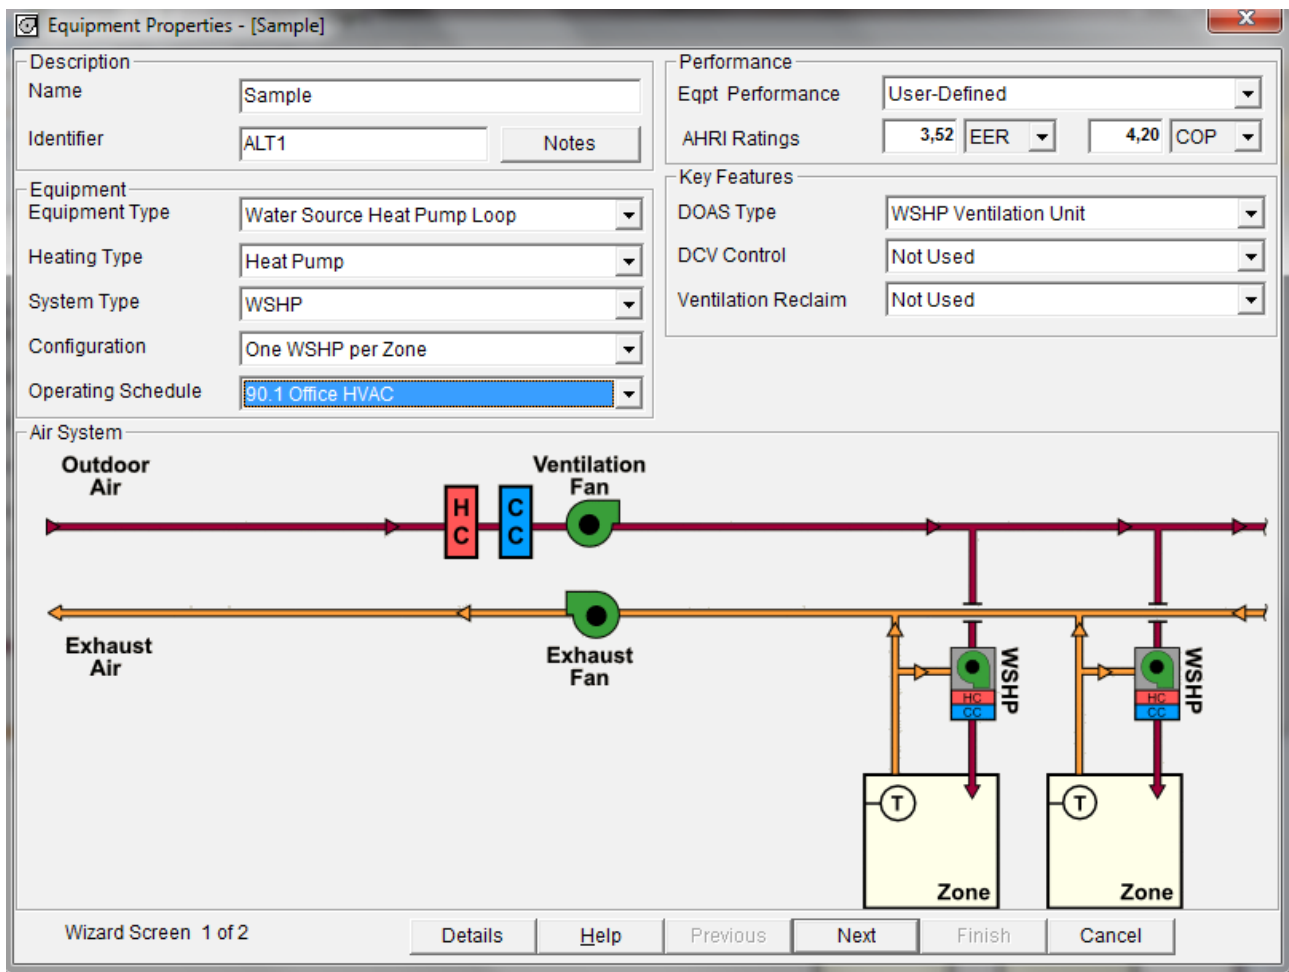 Equipment Properties - [Sample]
Description
Name
Sample
Identifier
ALT1
Notes
Equipment
Equipment Type
Water Source Heat Pump Loop
Heating Type
Heat Pump
System Type
WSHP
Configuration
One WSHP per Zone
Operating Schedule
90.1 Office HVAC
Performance
Eqpt Performance
User-Defined
AHRI Ratings
3,52 EER
4,20 COP
Key Features
DOAS Type
WSHP Ventilation Unit
DCV Control
Not Used
Ventilation Reclaim
Not Used
Air System
Outdoor
Air
HC
CC
Ventilation
Fan
Exhaust
Air
Exhaust
Fan
WSHP
HC
CC
WSHP
HC
CC
T
Zone
T
Zone
Wizard Screen 1 of 2
Details
Help
Previous
Next
Finish
Cancel